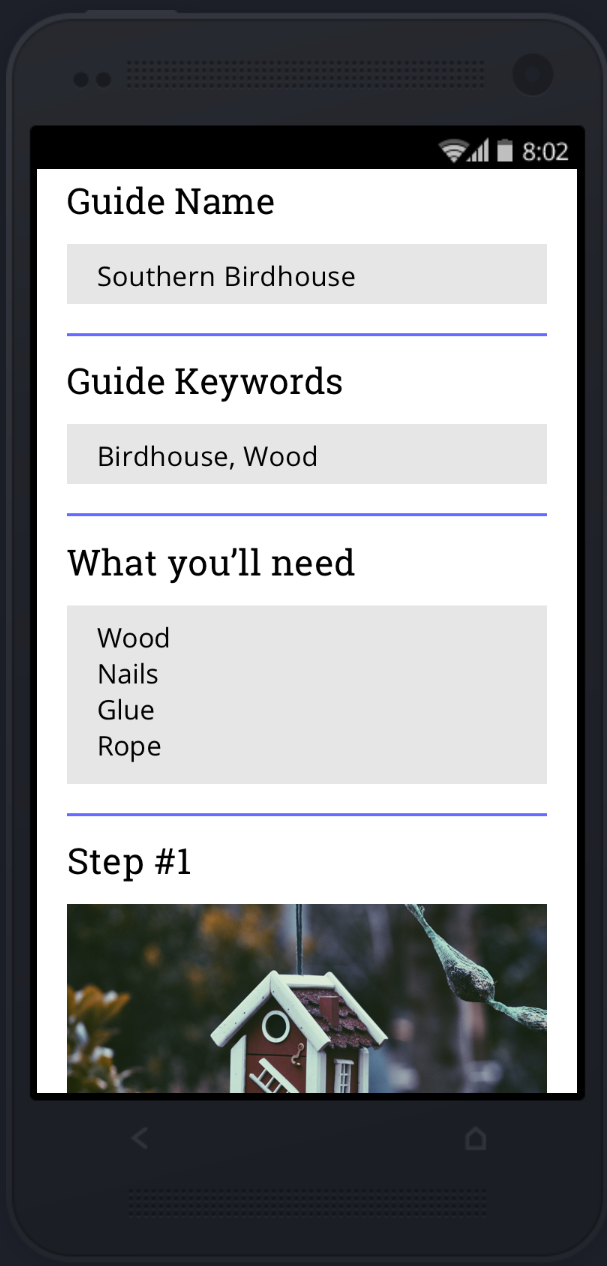 8:02
Guide Name
Southern Birdhouse
Guide Keywords
Birdhouse, Wood
What you’ll need
Wood
Nails
Glue
Rope
Step #1